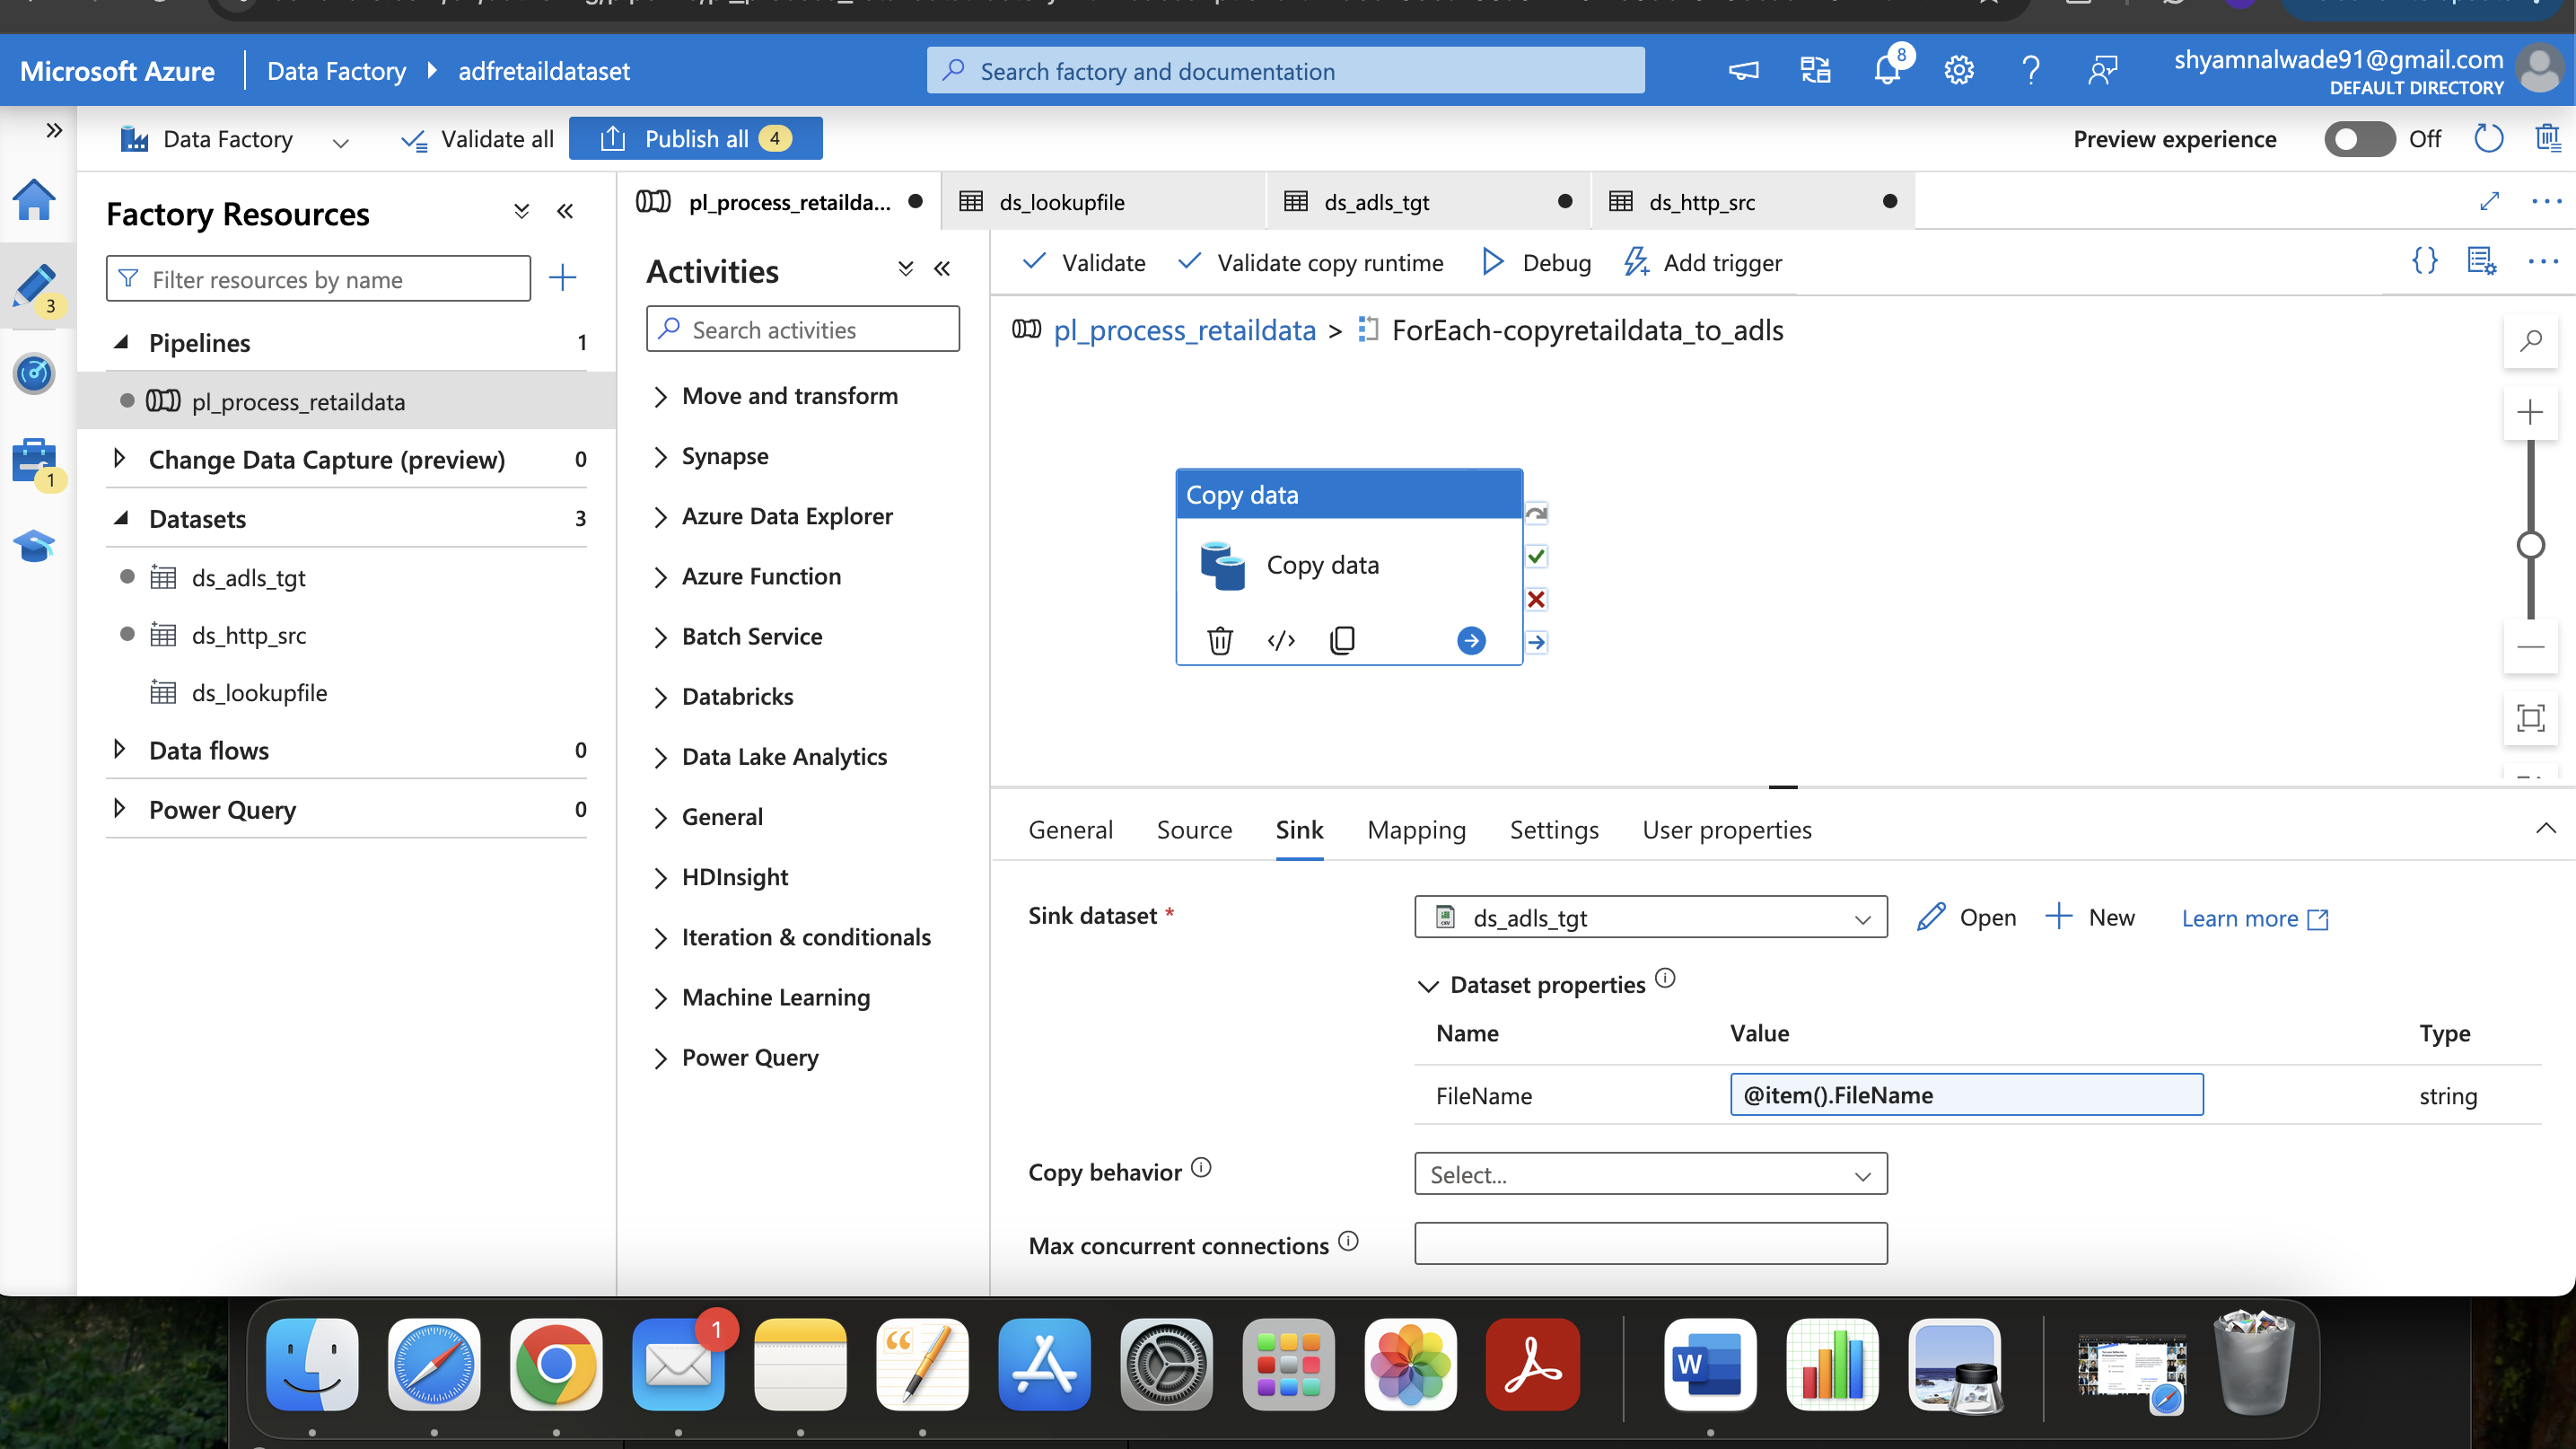 Microsoft Azure
Data Factory
adfretaildataset
Search factory and documentation
8
shyamnalwade91@gmail.com
DEFAULT DIRECTORY
Data Factory
Validate all
Publish all
4
Preview experience
Off
Factory Resources
pl_process_retailda...
ds_lookupfile
ds_adls_tgt
ds_http_src
Filter resources by name
3
Pipelines
1
pl_process_retaildata
Change Data Capture (preview)
0
1
Datasets
3
ds_adls_tgt
ds_http_src
ds_lookupfile
Data flows
0
Power Query
0
Activities
Search activities
Move and transform
Synapse
Azure Data Explorer
Azure Function
Batch Service
Databricks
Data Lake Analytics
General
HDInsight
Iteration & conditionals
Machine Learning
Power Query
Validate
Validate copy runtime
Debug
Add trigger
pl_process_retaildata > ForEach-copyretaildata_to_adls
Copy data
Copy data
General
Source
Sink
Mapping
Settings
User properties
Sink dataset *
ds_adls_tgt
Open
New
Learn more
Dataset properties
Name
Value
Type
FileName
@item().FileName
string
Copy behavior
Select...
Max concurrent connections
1
W